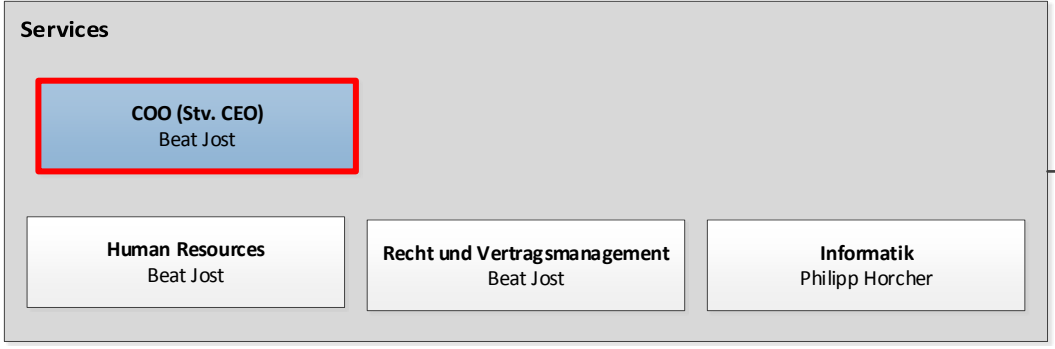 Services
COO (Stv. CEO)
Beat Jost
Human Resources
Beat Jost
Recht und Vertragsmanagement
Beat Jost
Informatik
Philipp Horcher